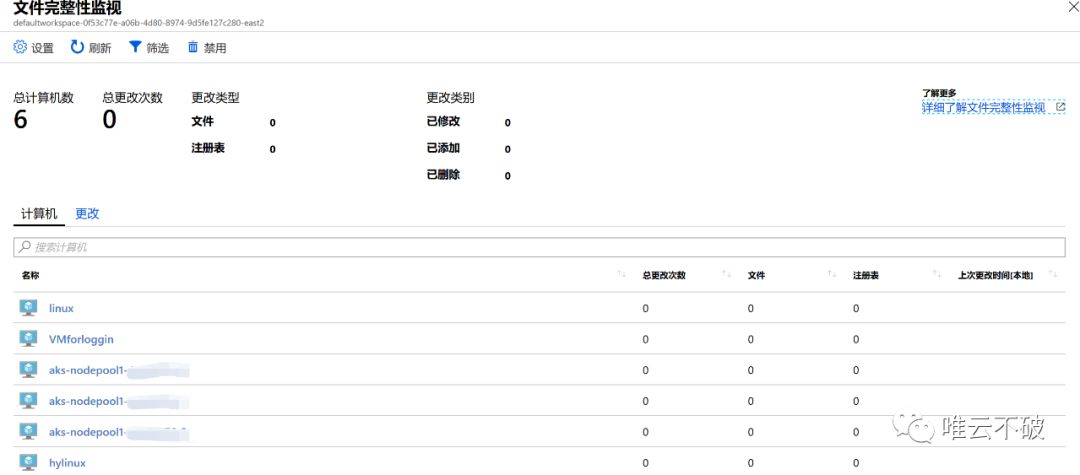 文件完整性监视
defaultworkspace-0f53c77e-a06b-4d80-8974-9d5fe127c280-east2
设置 刷新 筛选 禁用
总计算机数 总更改次数 更改类型 更改类别 了解更多
6 0 文件 0 已修改 0 详细了解文件完整性监视
注册表 0 已添加 0
已删除 0
计算机 更改
搜索计算机
名称 总更改次数 文件 注册表 上次更改时间[本地]
linux 0 0 0
VMforloggin 0 0 0
aks-nodepool1- 0 0 0
aks-nodepool1- 0 0 0
aks-nodepool1- 0 0 0
唯云不破
hylinux 0 0 0